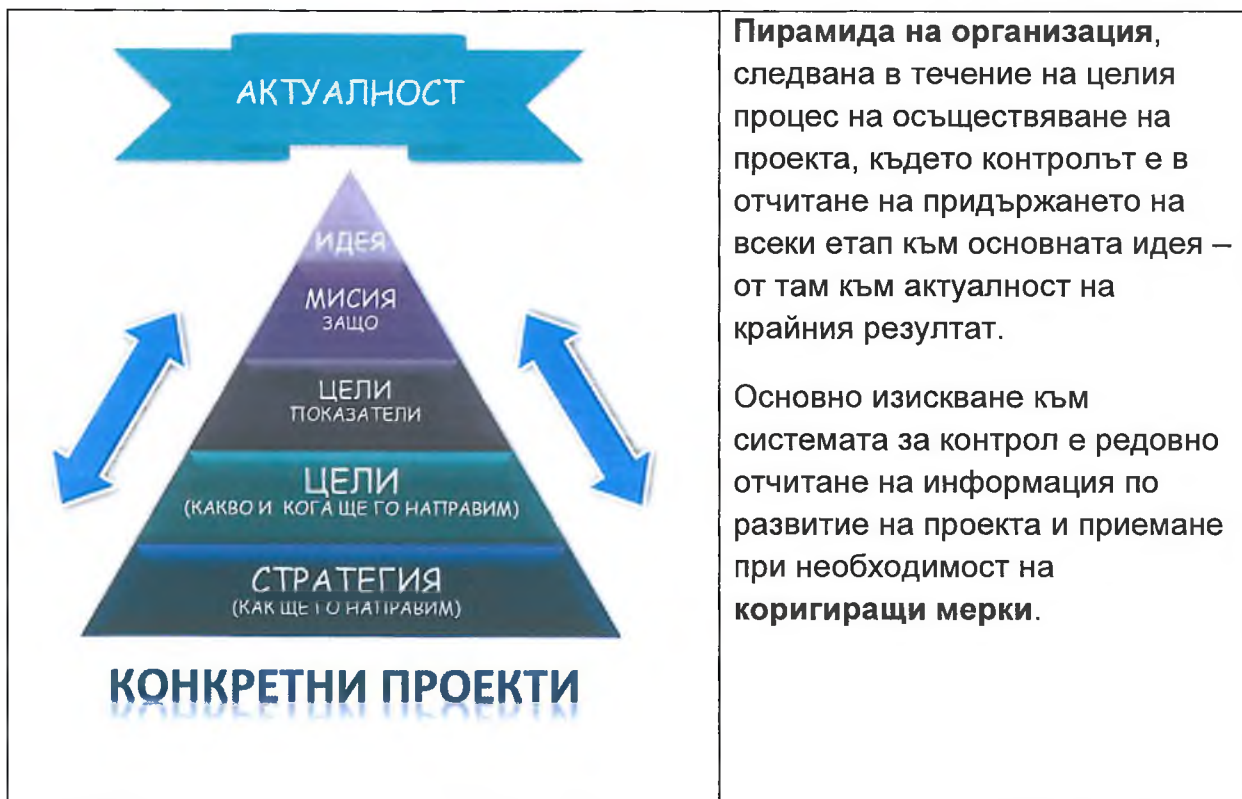 АКТУАЛНОСТ
ИДЕЯ
МИСИЯ
ЗАЩО
ЦЕЛИ
ПОКАЗАТЕЛИ
ЦЕЛИ
(КАКВО И КОГА ЩЕ ГО НАПРАВИМ)
СТРАТЕГИЯ
(КАК ЩЕ ГО НАПРАВИМ)
КОНКРЕТНИ ПРОЕКТИ
Пирамида на организация,
следвана в течение на целия
процес на осъществяване на
проекта, където контролът е в
отчитане на придържането на
всеки етап към основната идея –
от там към актуалност на
крайния резултат.
Основно изискване към
системата за контрол е редовно
отчитане на информация по
развитие на проекта и приемане
при необходимост на
коригиращи мерки.